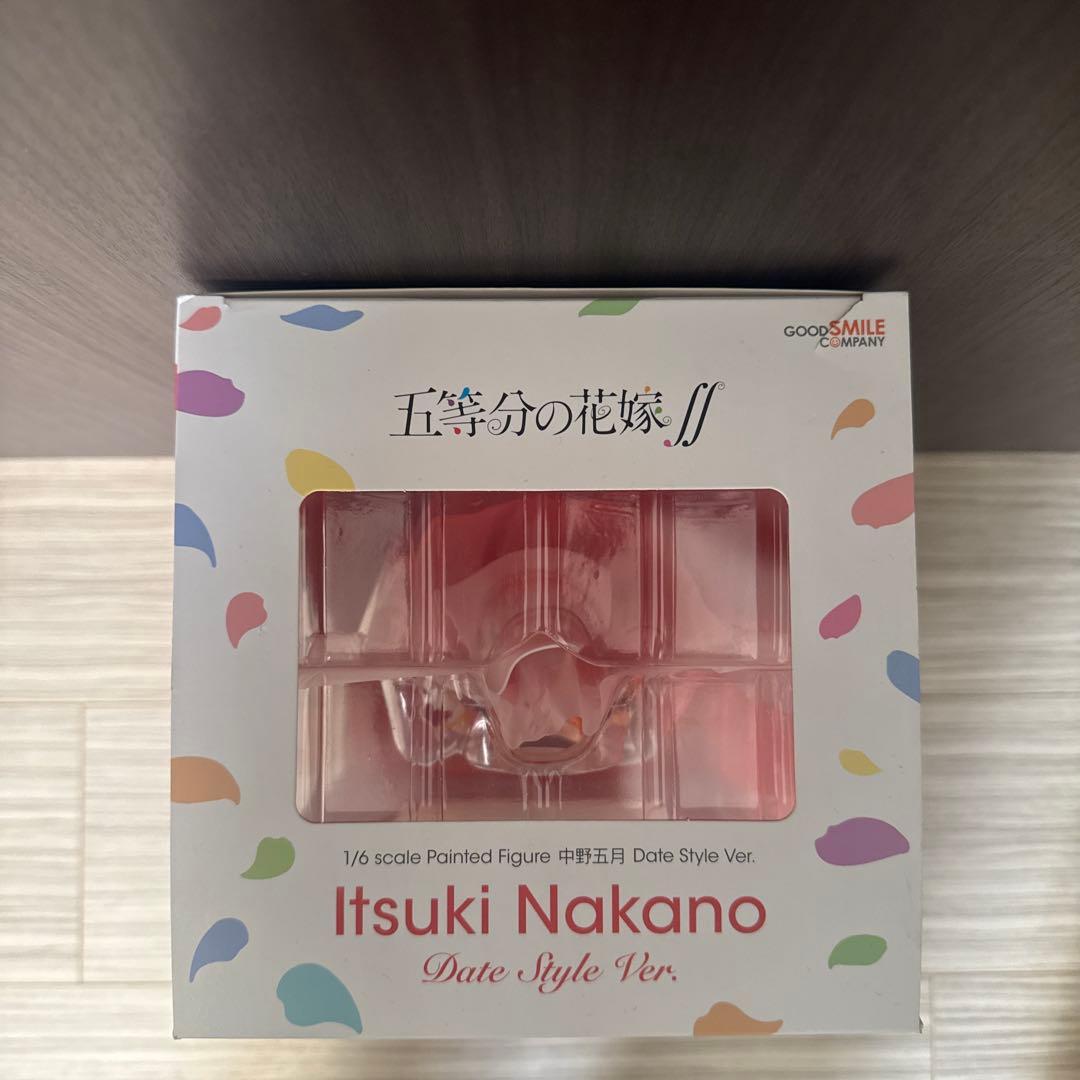 GOODSMILE
COMPANY
五等分の花嫁∬
1/6 scale Painted Figure 中野五月 Date Style Ver.
Itsuki Nakano
Date Style Ver.